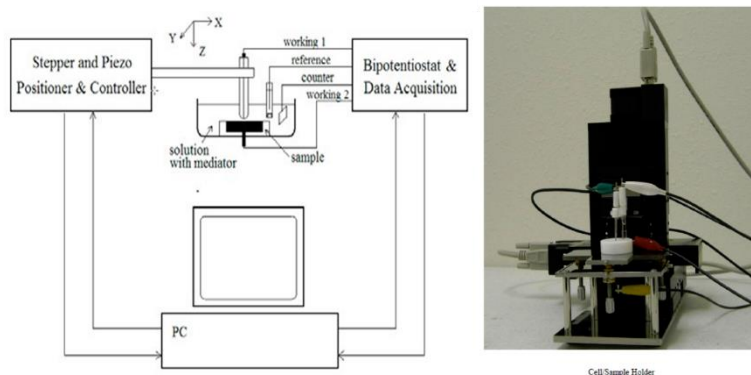 X
Y
Z
Stepper and Piezo
Positioner & Controller
working 1
reference
counter
working 2
Bipotentiostat &
Data Acquisition
solution
with mediator
sample
PC
Cell/Sample Holder